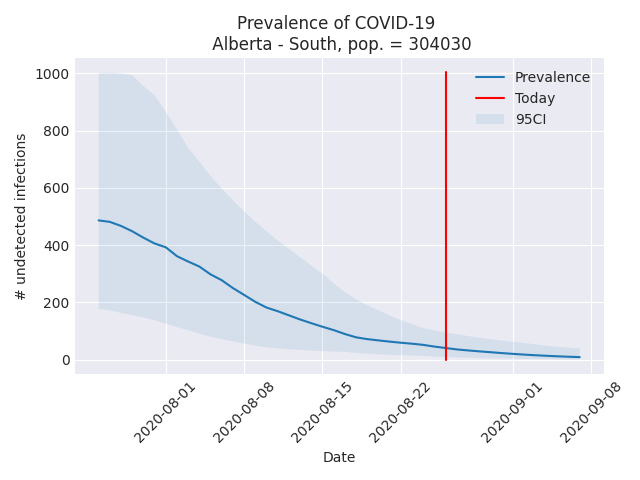 Prevalence of COVID-19
Alberta - South, pop. = 304030
Prevalence
Today
95CI
1000
800
600
400
200
0
# undetected infections
2020-08-01
2020-08-08
2020-08-15
2020-08-22
2020-09-01
2020-09-08
Date